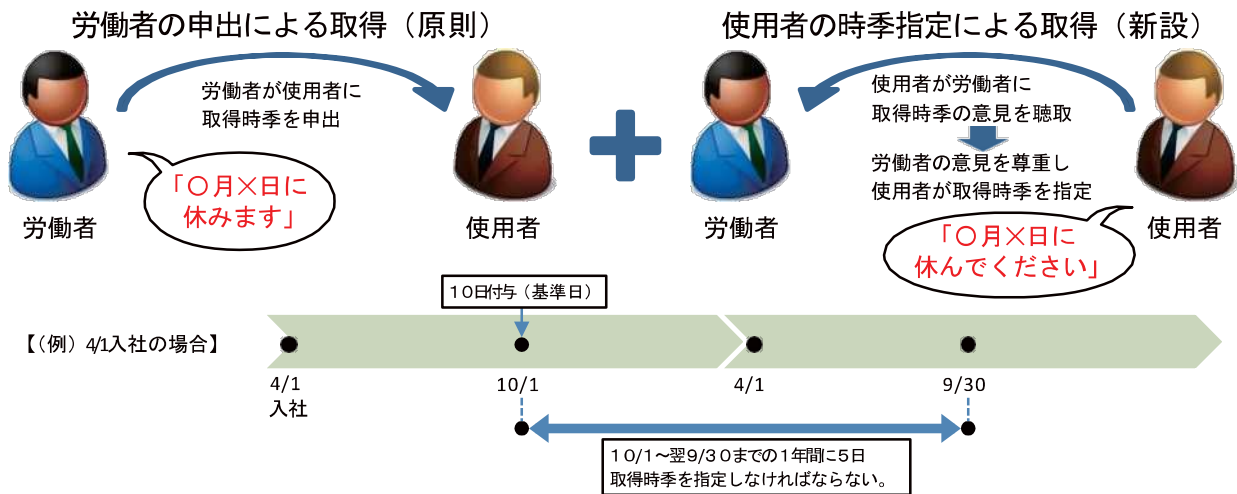 労働者の申出による取得（原則）
労働者が使用者に
取得時季を申出
「〇月×日に
休みます」
労働者
使用者
使用者の時季指定による取得（新設）
使用者が労働者に
取得時季の意見を聴取
労働者の意見を尊重し
使用者が取得時季を指定
「〇月×日に
休んでください」
労働者
使用者
１０日付与（基準日）
【（例）4/1入社の場合】
4/1
入社
10/1
4/1
9/30
１０/１～翌９/３０までの１年間に５日
取得時季を指定しなければならない。